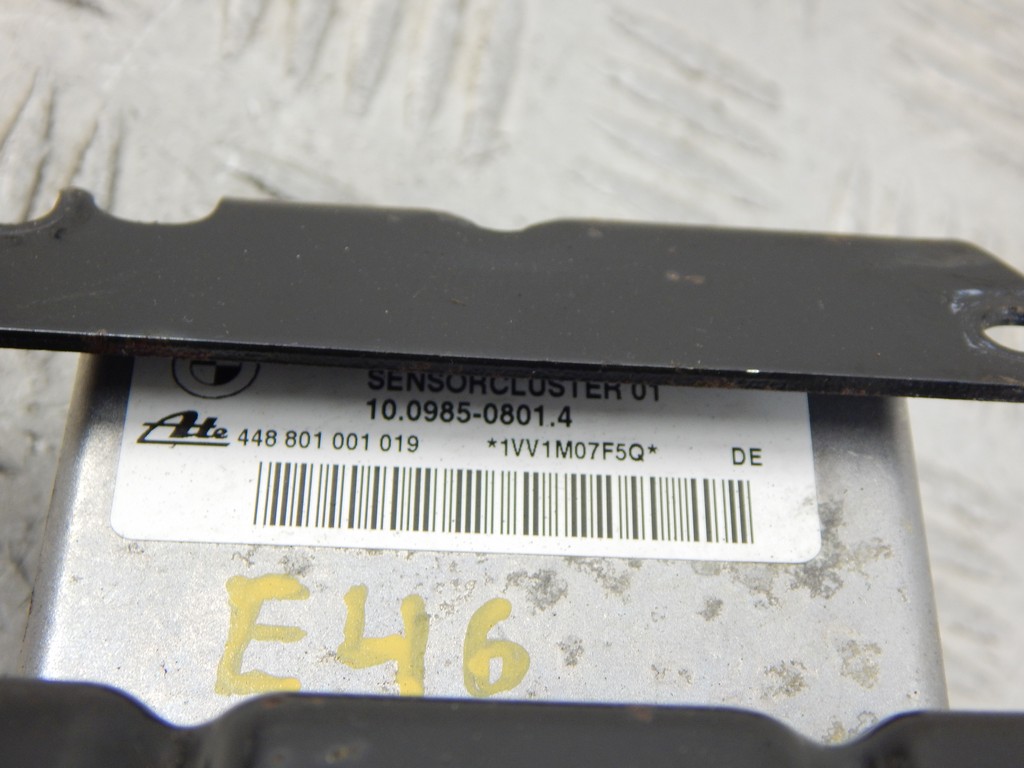 SENSORCLUSTER 01
10.0985-0801.4
Ate 448 801 001 019 *1VV1M07F5Q* DE
E46